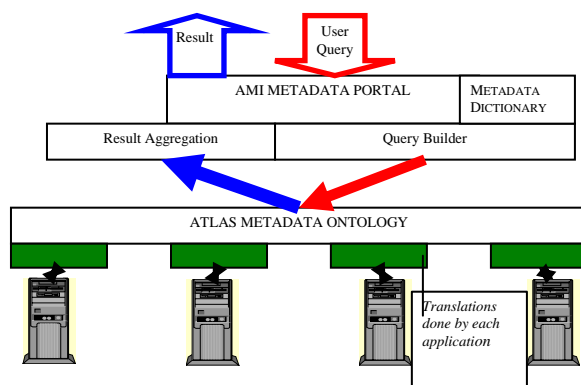 Result
User
Query
AMI METADATA PORTAL
METADATA
DICTIONARY
Result Aggregation
Query Builder
ATLAS METADATA ONTOLOGY
Translations
done by each
application